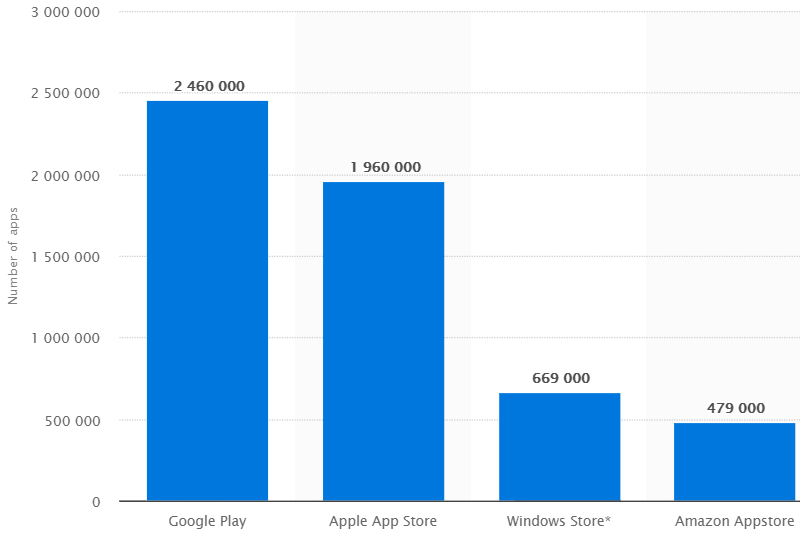 3 000 000
2 500 000
2 000 000
1 500 000
1 000 000
500 000
0
Number of apps
2 460 000
1 960 000
669 000
479 000
Google Play
Apple App Store
Windows Store*
Amazon Appstore